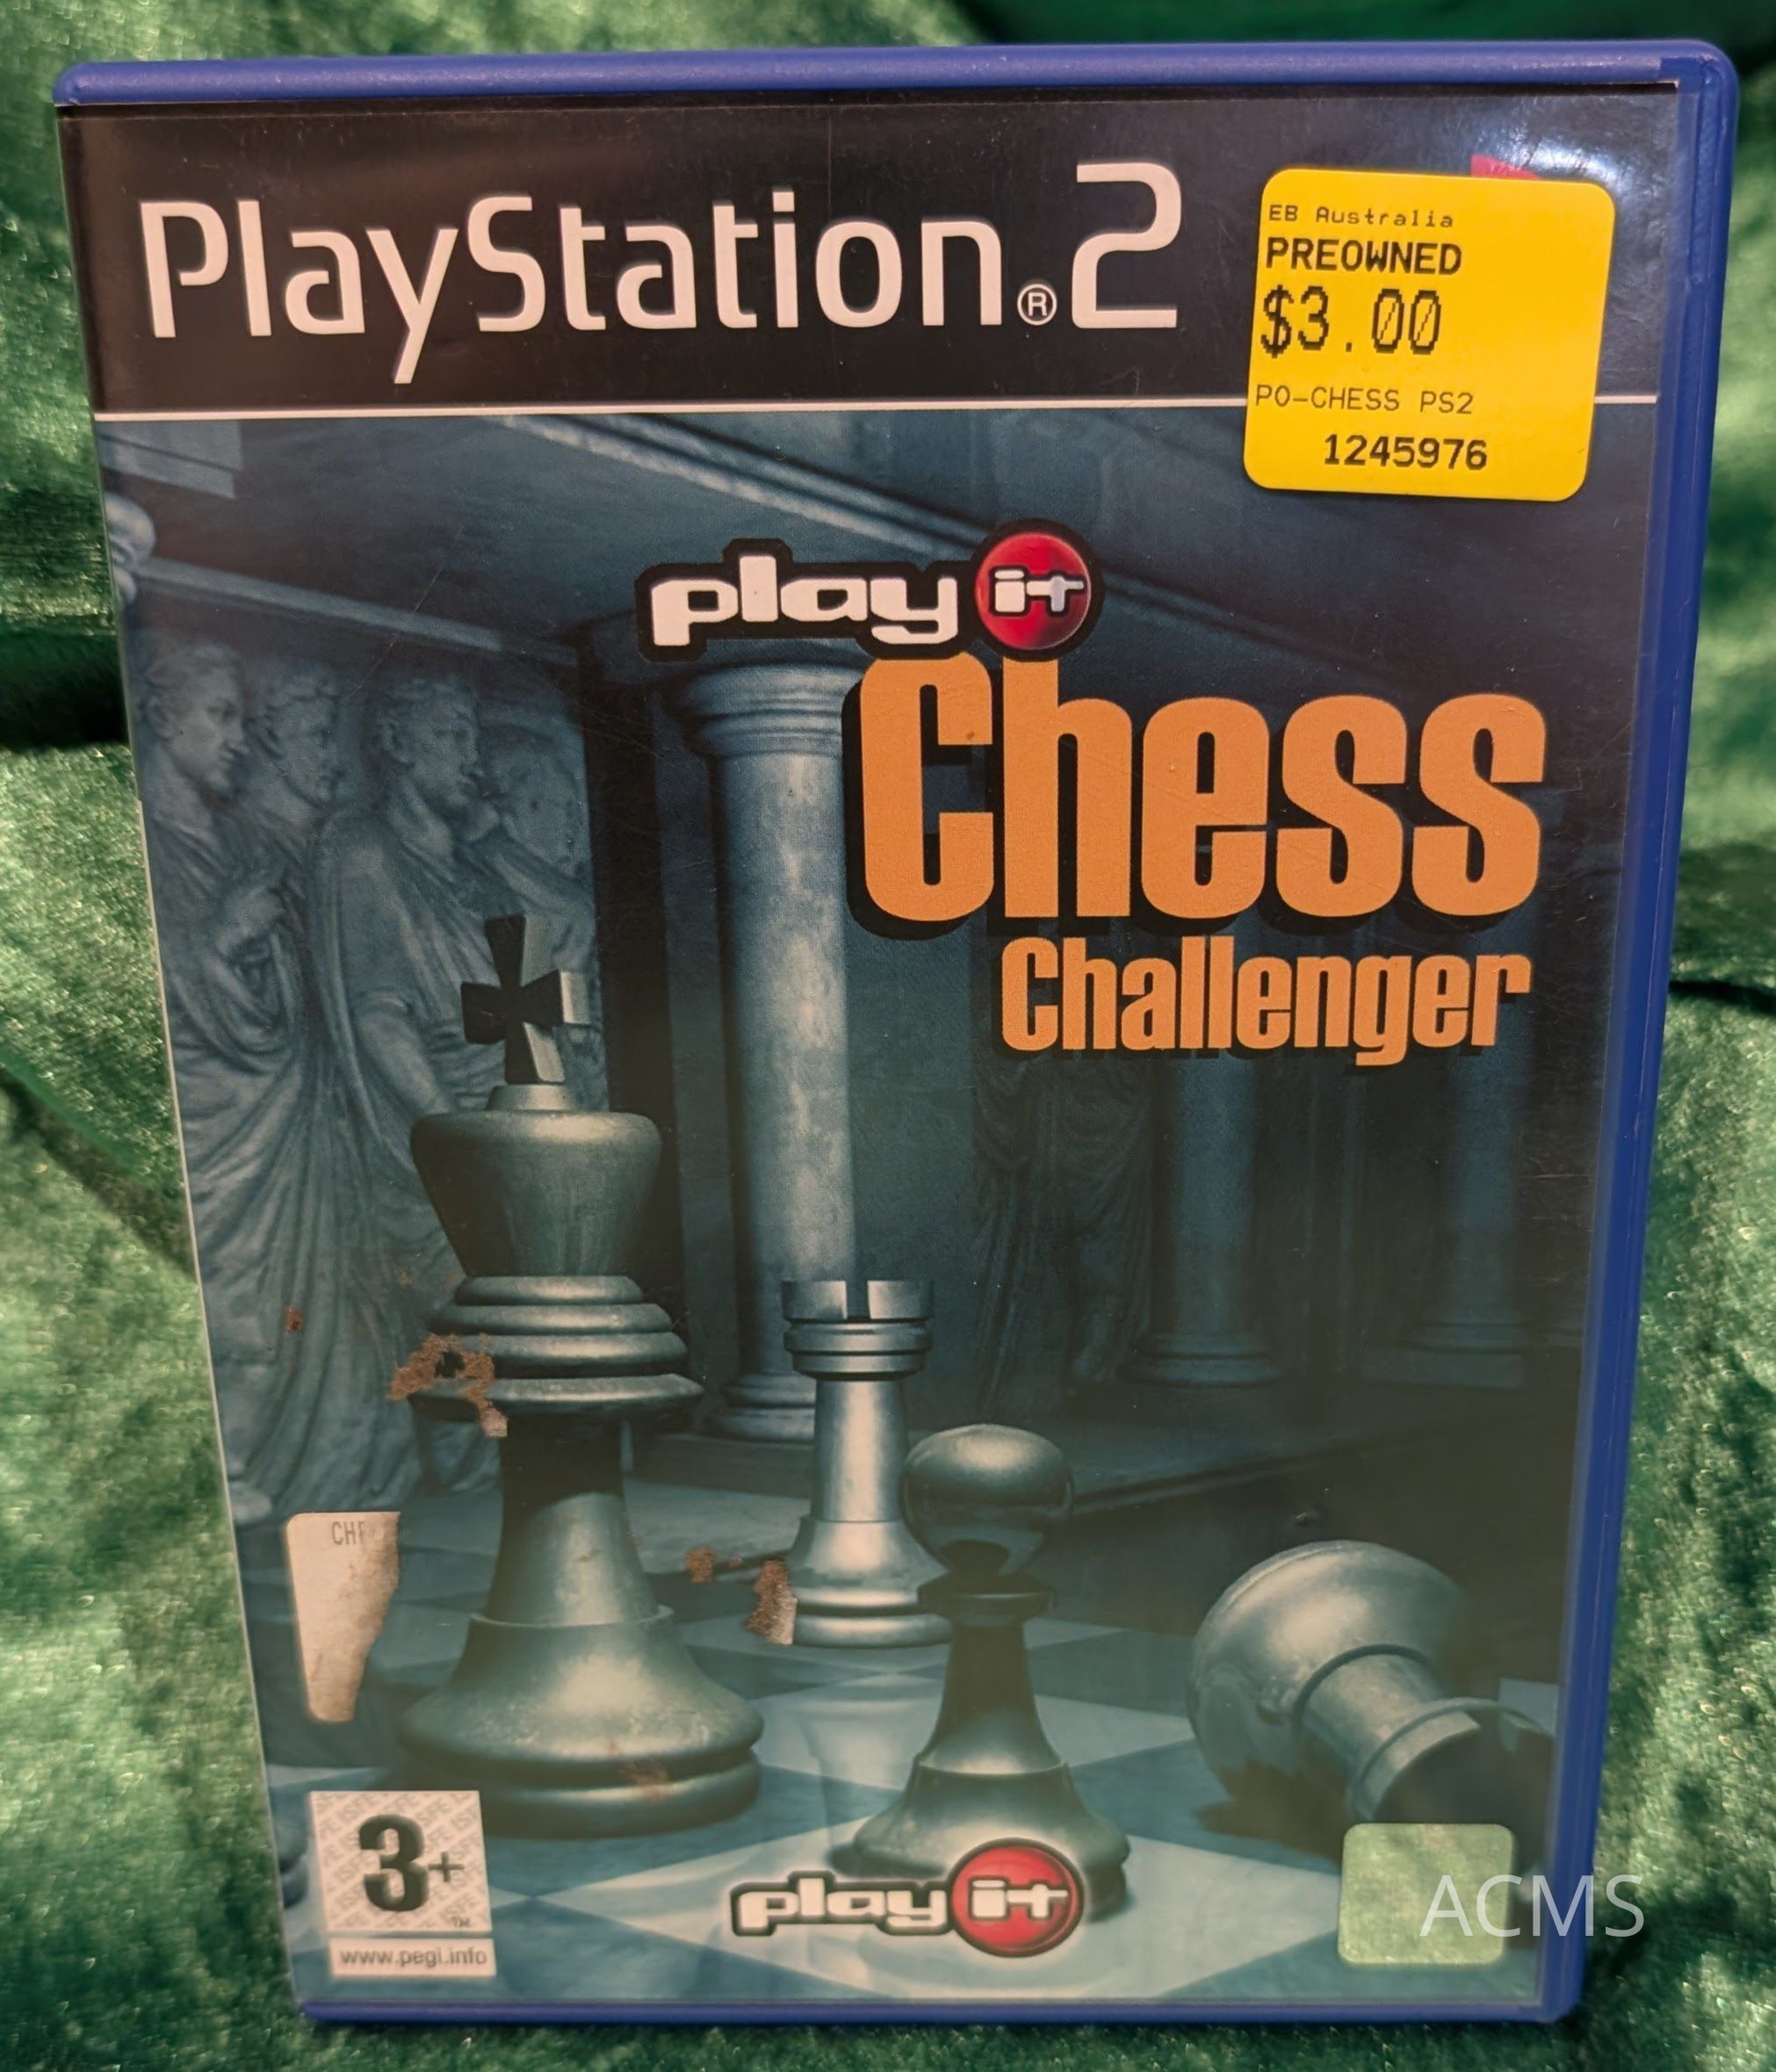 PlayStation®2
EB Australia
PREOWNED
$3.00
PO-CHESS PS2
1245976
play it
Chess
Challenger
3+
TM
www.pegi.info
play it
ACMS